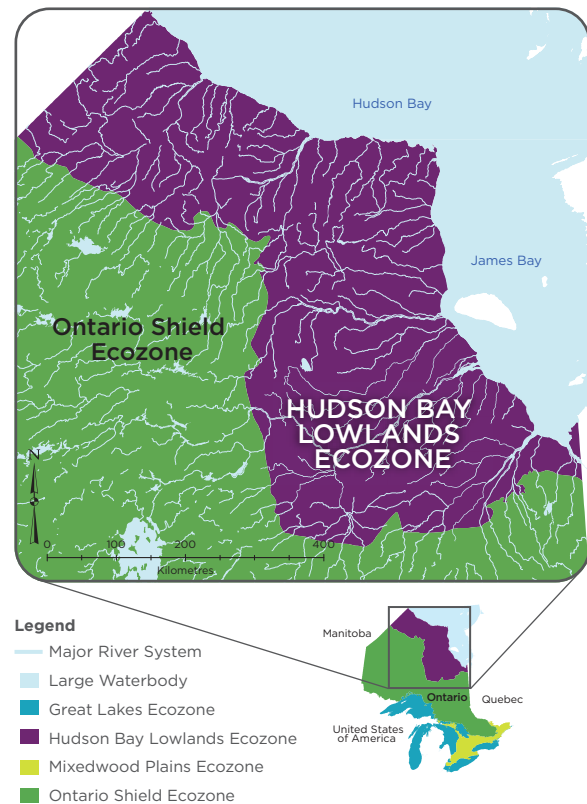 Hudson Bay
James Bay
Ontario Shield
Ecozone
HUDSON BAY
LOWLANDS
ECOZONE
N
0 100 200 400
Kilometres
Legend
Major River System
Large Waterbody
Great Lakes Ecozone
Hudson Bay Lowlands Ecozone
Mixedwood Plains Ecozone
Ontario Shield Ecozone
Manitoba
Ontario
Quebec
United States
of America